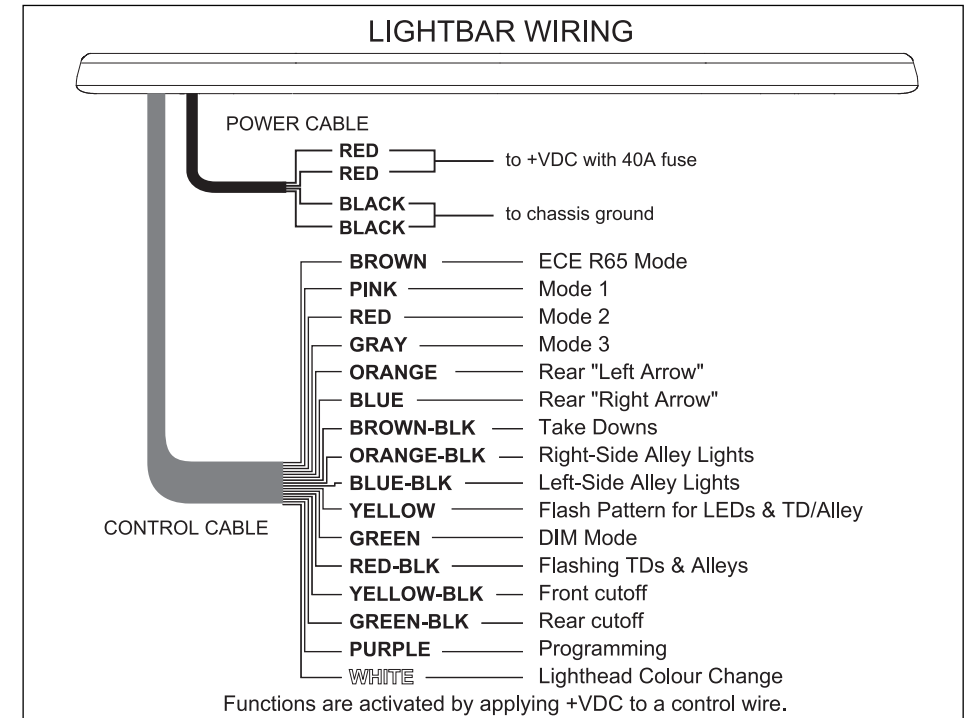 LIGHTBAR WIRING
POWER CABLE
RED
RED
to +VDC with 40A fuse
BLACK
BLACK
to chassis ground
BROWN ECE R65 Mode
PINK Mode 1
RED Mode 2
GRAY Mode 3
ORANGE Rear "Left Arrow"
BLUE Rear "Right Arrow"
BROWN-BLK Take Downs
ORANGE-BLK Right-Side Alley Lights
BLUE-BLK Left-Side Alley Lights
YELLOW Flash Pattern for LEDs & TD/Alley
CONTROL CABLE
GREEN DIM Mode
RED-BLK Flashing TDs & Alleys
YELLOW-BLK Front cutoff
GREEN-BLK Rear cutoff
PURPLE Programming
WHITE Lighthead Colour Change
Functions are activated by applying +VDC to a control wire.